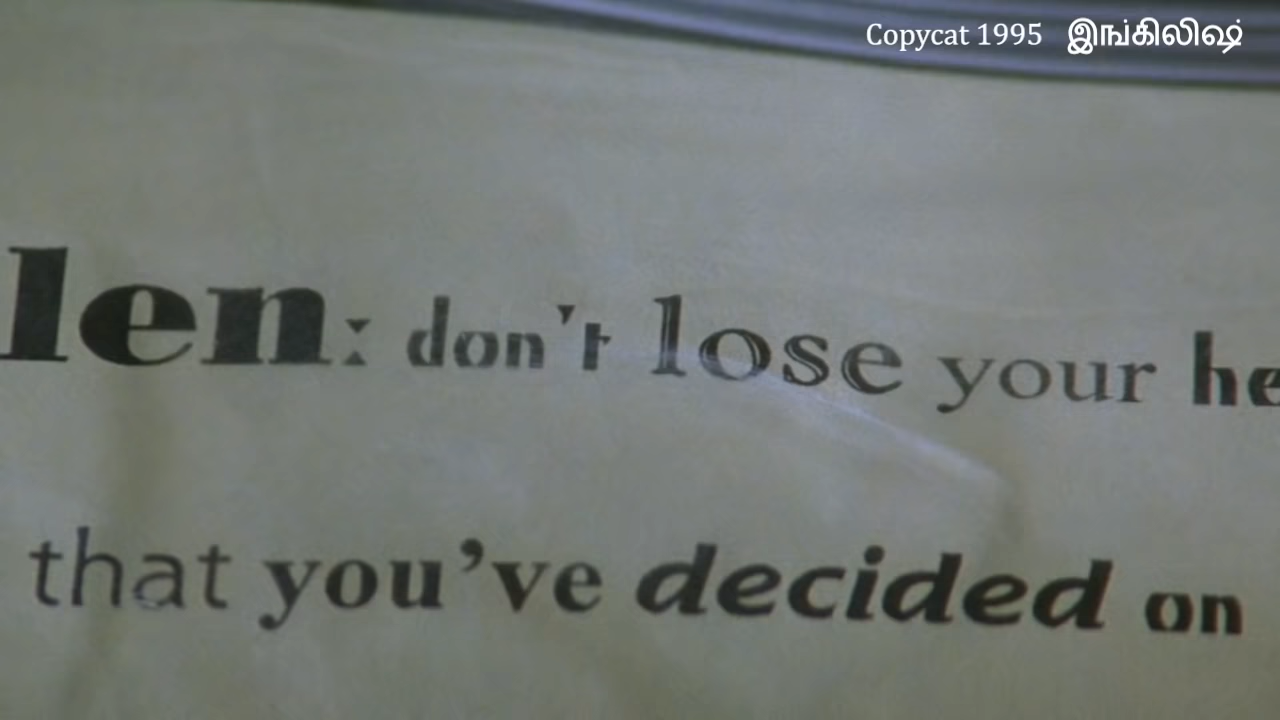 Copycat 1995 இங்கிலிஷ்
len: don't lose your he
that you've decided on